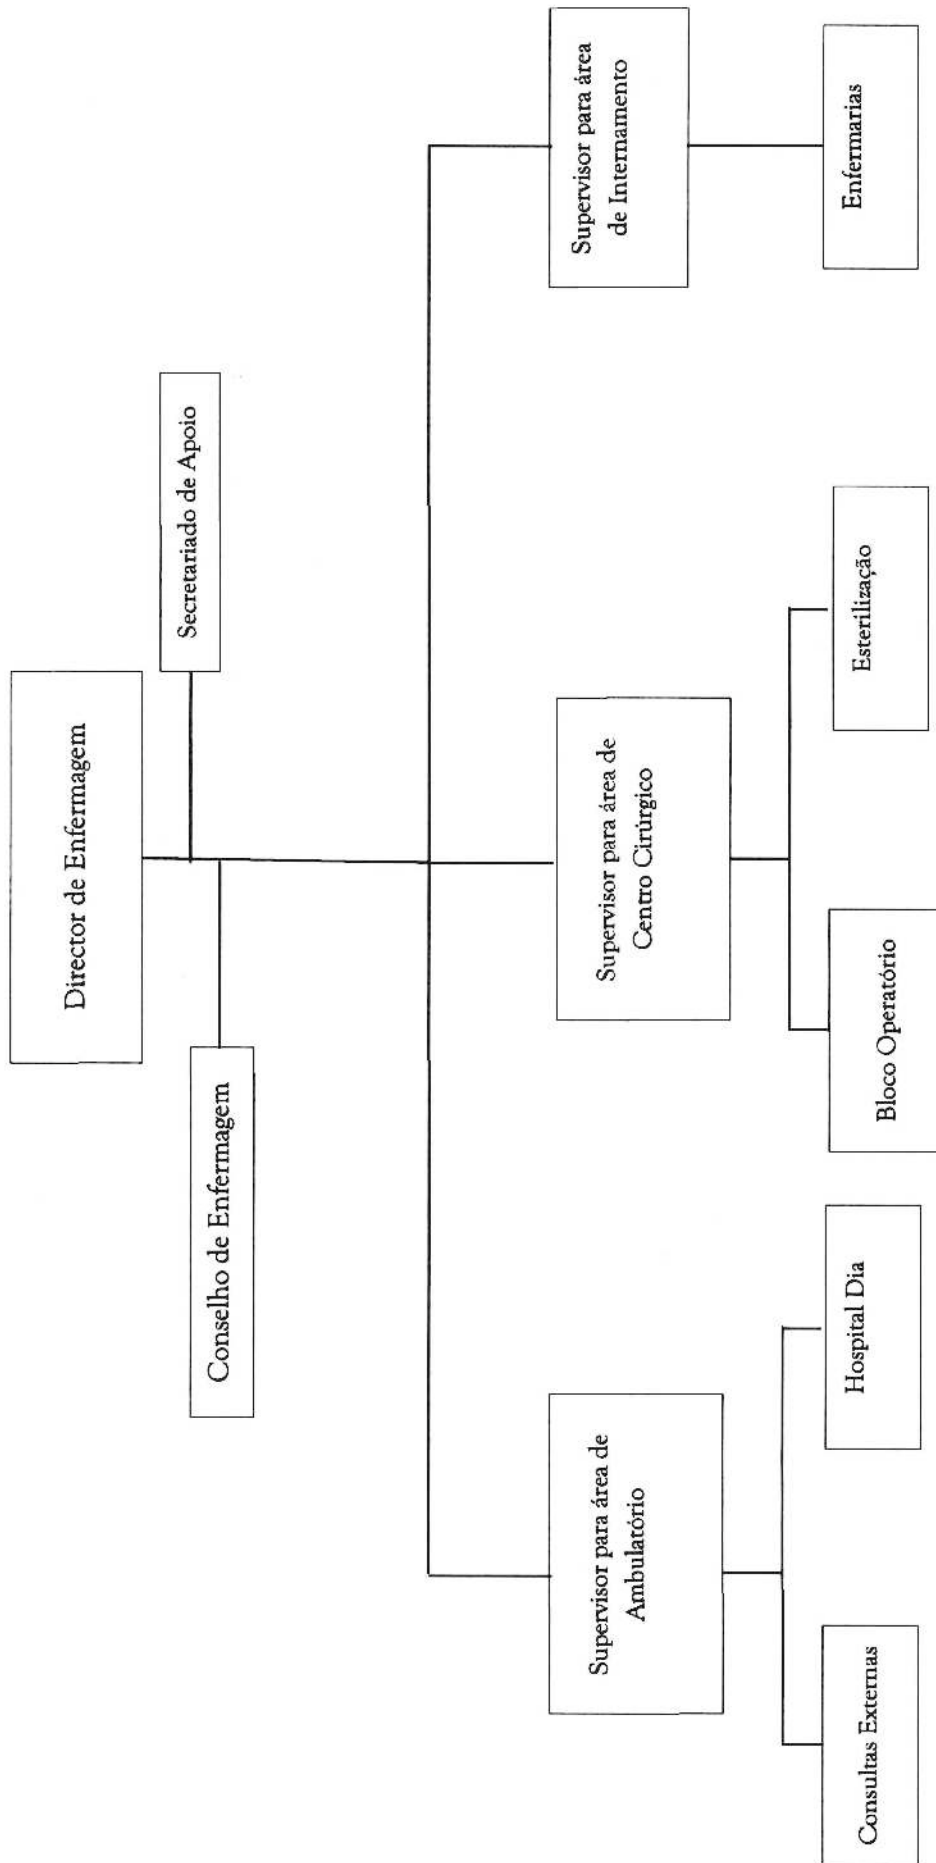 Director de Enfermagem
Secretariado de Apoio
Conselho de Enfermagem
Supervisor para área de
Ambulatório
Supervisor para área de
Centro Cirúrgico
Supervisor para área
de Internamento
Consultas Externas
Hospital Dia
Bloco Operatório
Esterilização
Enfermarias